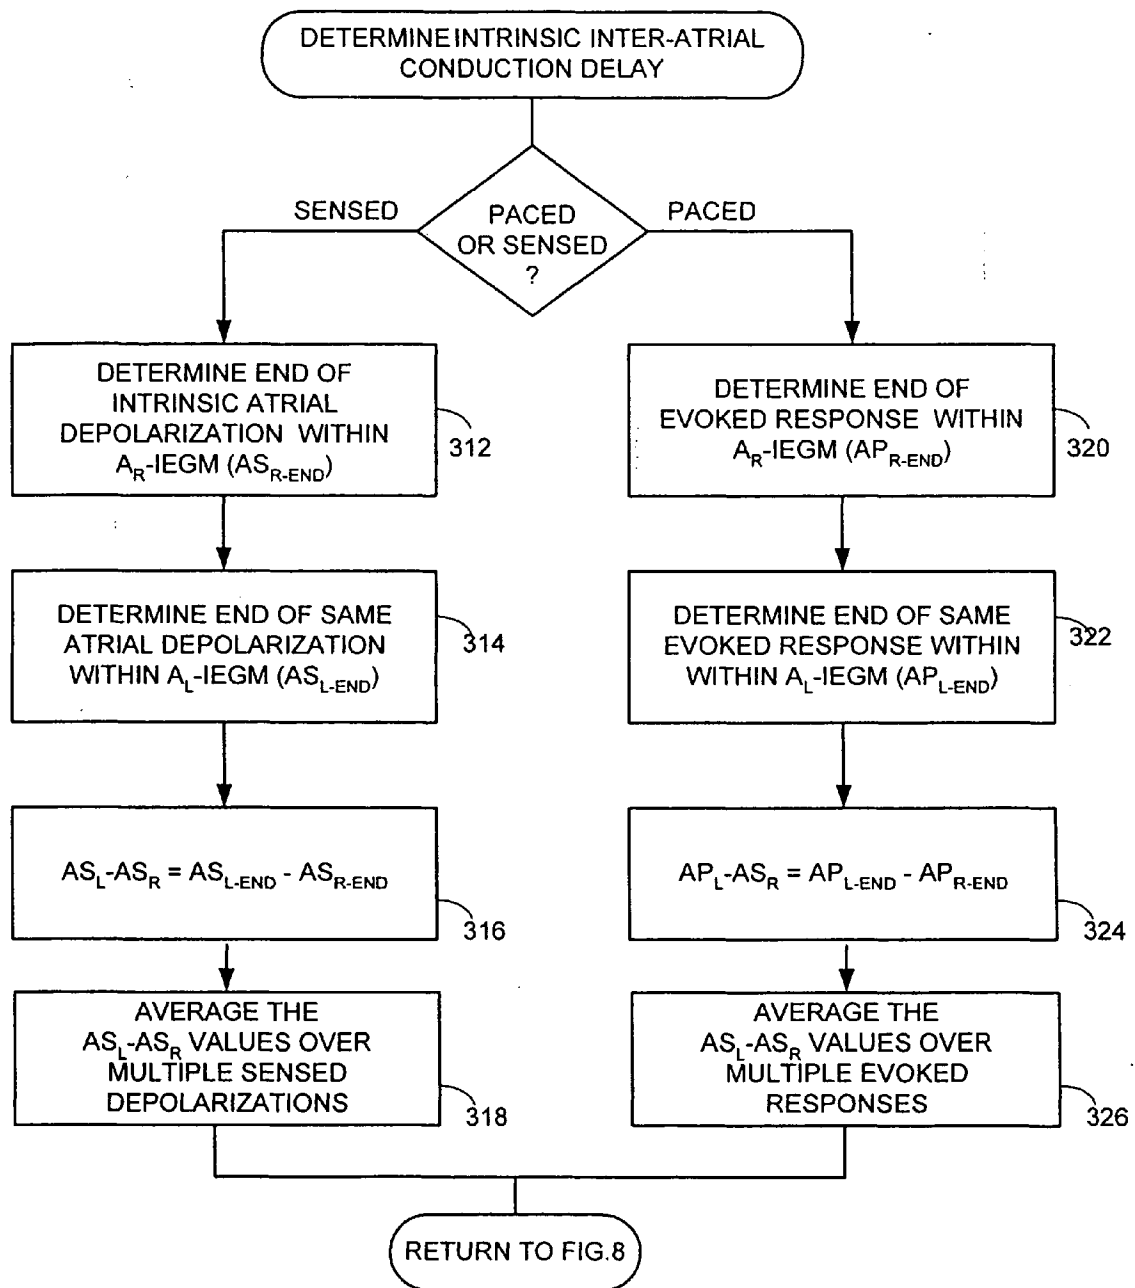 DETERMINE INTRINSIC INTER-ATRIAL
CONDUCTION DELAY
SENSED
PACED
OR SENSED
?
PACED
DETERMINE END OF
INTRINSIC ATRIAL
DEPOLARIZATION WITHIN
A_R-IEGM (AS_R-END)
312
DETERMINE END OF SAME
ATRIAL DEPOLARIZATION
WITHIN A_L-IEGM (AS_L-END)
314
AS_L-AS_R = AS_L-END - AS_R-END
316
AVERAGE THE
AS_L-AS_R VALUES OVER
MULTIPLE SENSED
DEPOLARIZATIONS
318
DETERMINE END OF
EVOKED RESPONSE WITHIN
A_R-IEGM (AP_R-END)
320
DETERMINE END OF SAME
EVOKED RESPONSE WITHIN
WITHIN A_L-IEGM (AP_L-END)
322
AP_L-AS_R = AP_L-END - AP_R-END
324
AVERAGE THE
AS_L-AS_R VALUES OVER
MULTIPLE EVOKED
RESPONSES
326
RETURN TO FIG.8